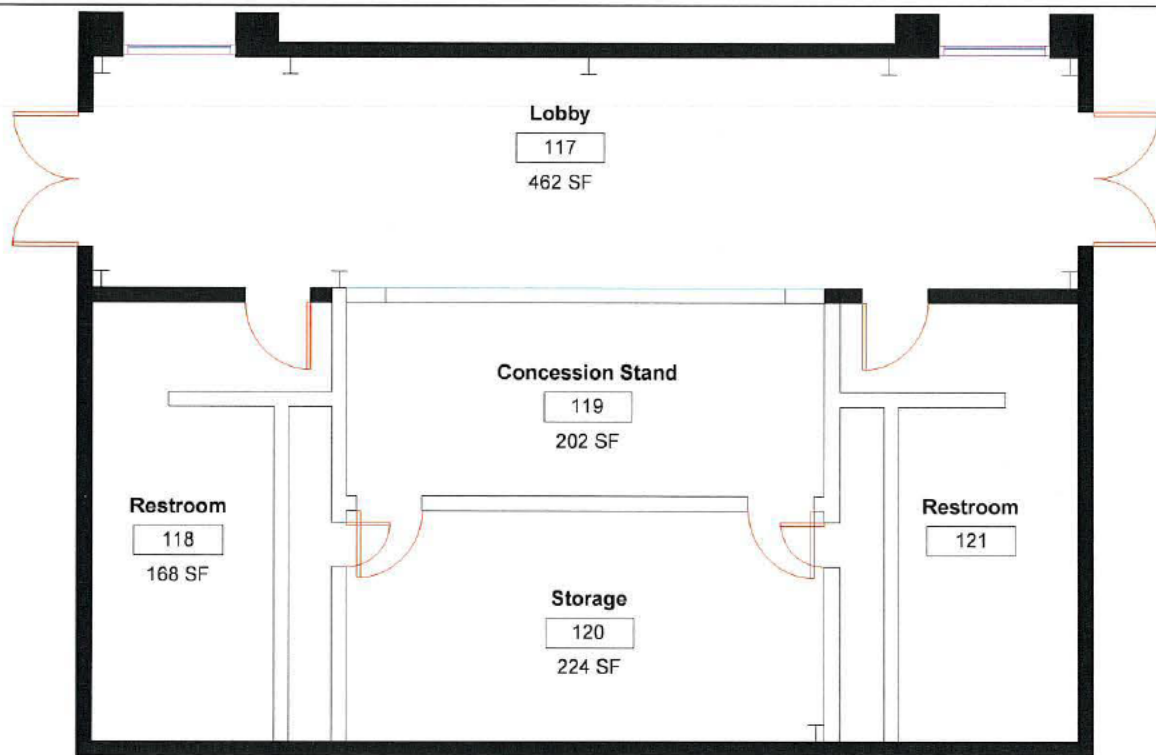 Lobby
117
462 SF
Concession Stand
119
202 SF
Restroom
118
168 SF
Restroom
121
Storage
120
224 SF